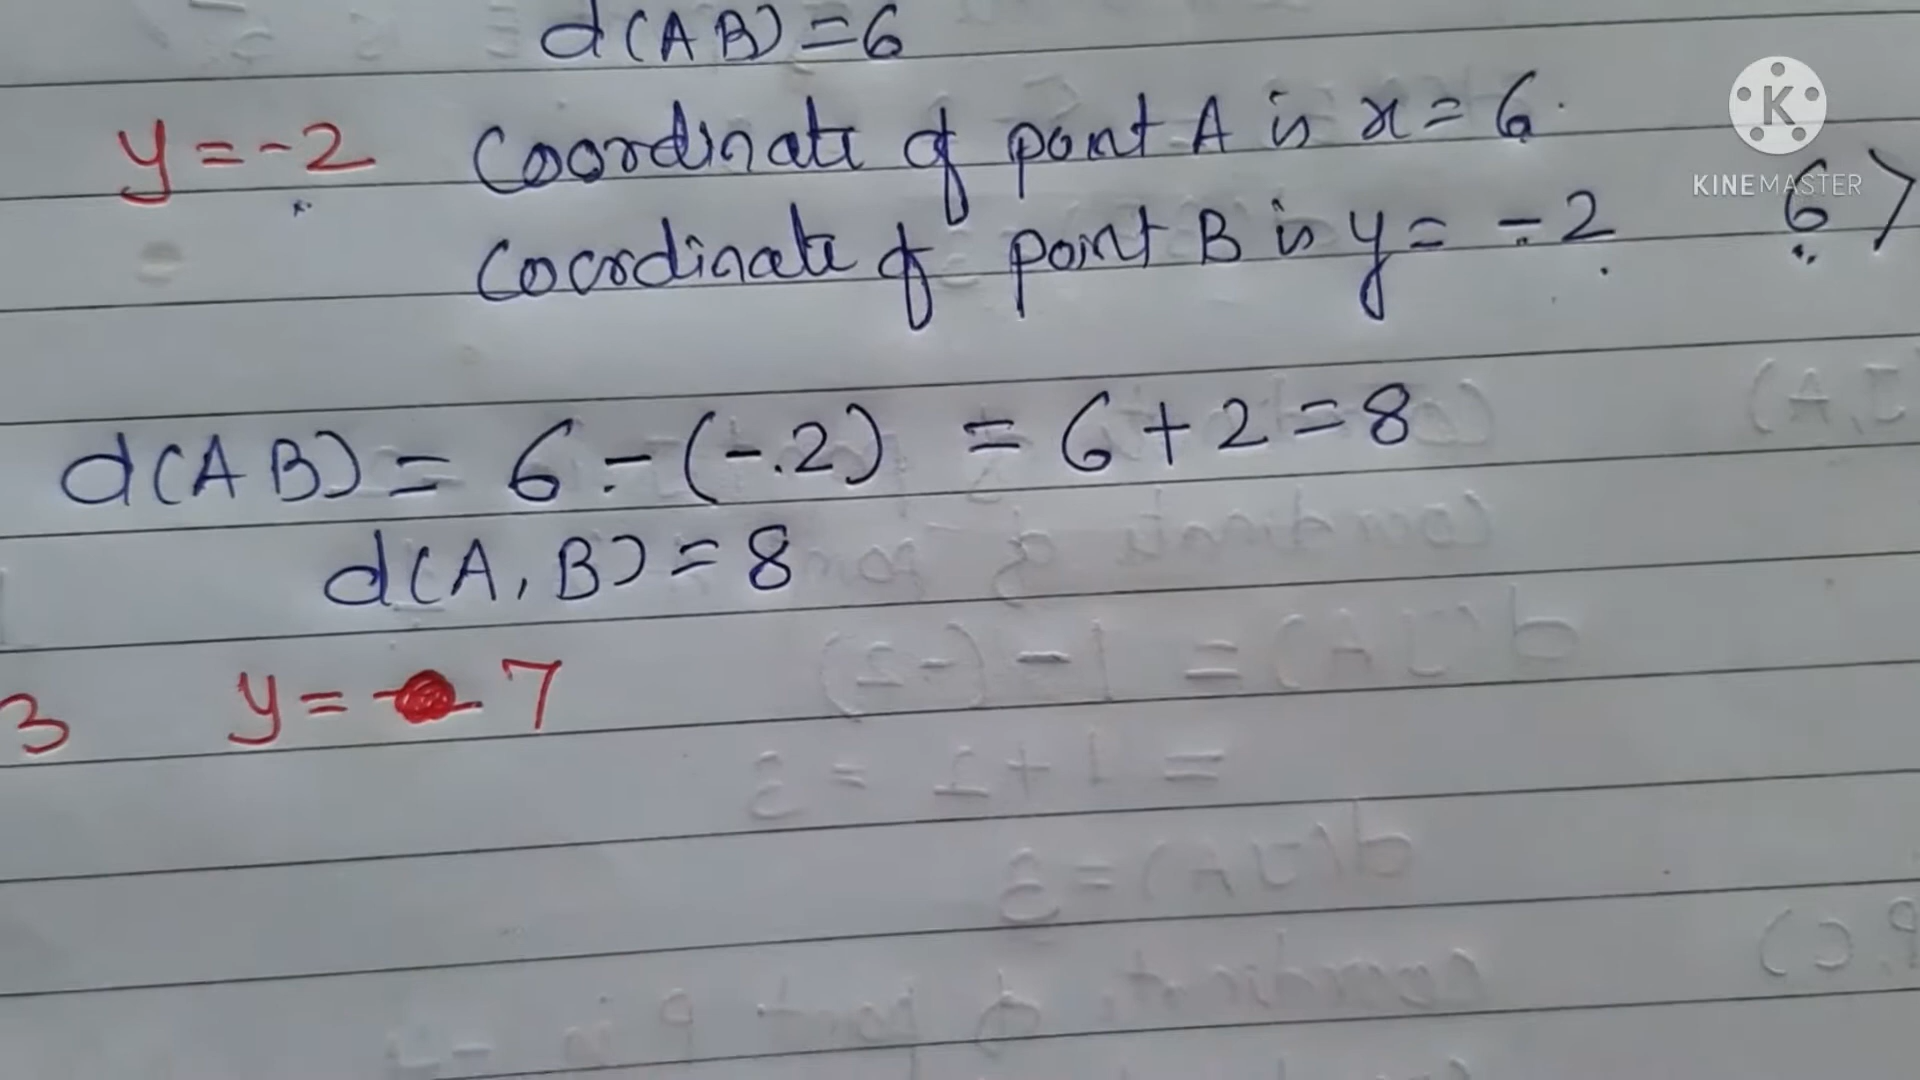 d(AB)=6
y=-2 Coordinate of point A is x=6.
Coordinate of point B is y=-2 6>
d(AB) = 6-(-2) = 6+2=8
d(A,B)=8
3 y=- 7
K
KINEMASTER